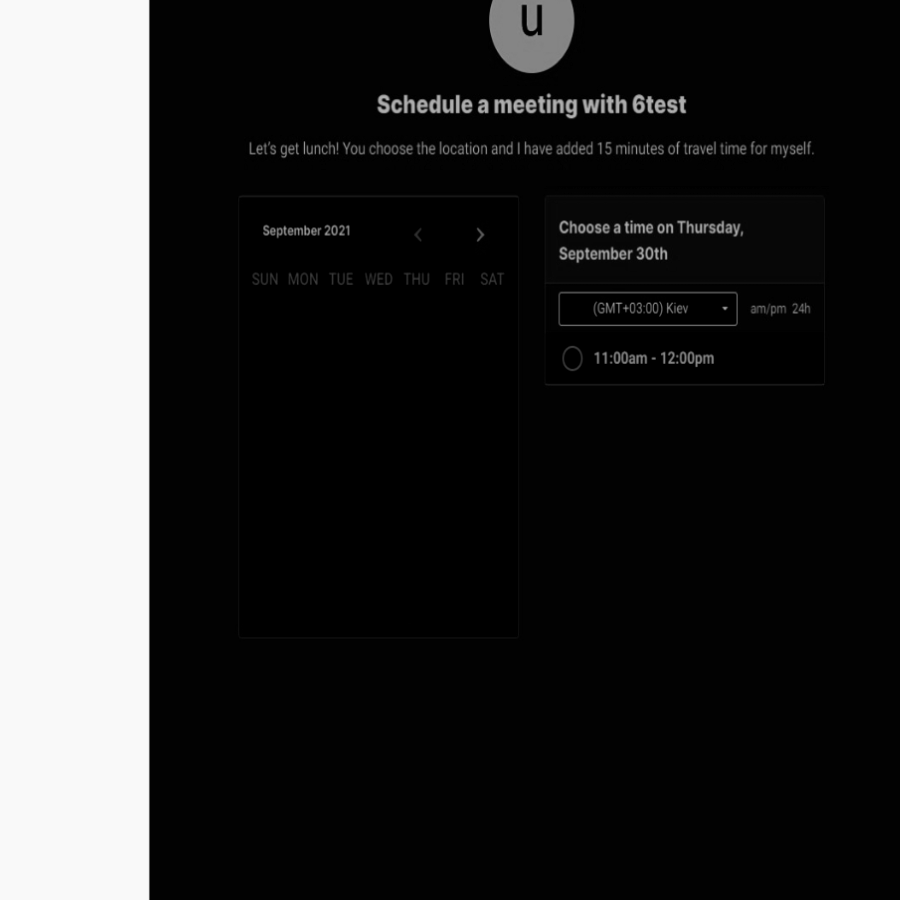 u
Schedule a meeting with 6test
Let's get lunch! You choose the location and I have added 15 minutes of travel time for myself.
September 2021
SUN MON TUE WED THU FRI SAT
Choose a time on Thursday,
September 30th
(GMT+03:00) Kiev am/pm 24h
11:00am - 12:00pm